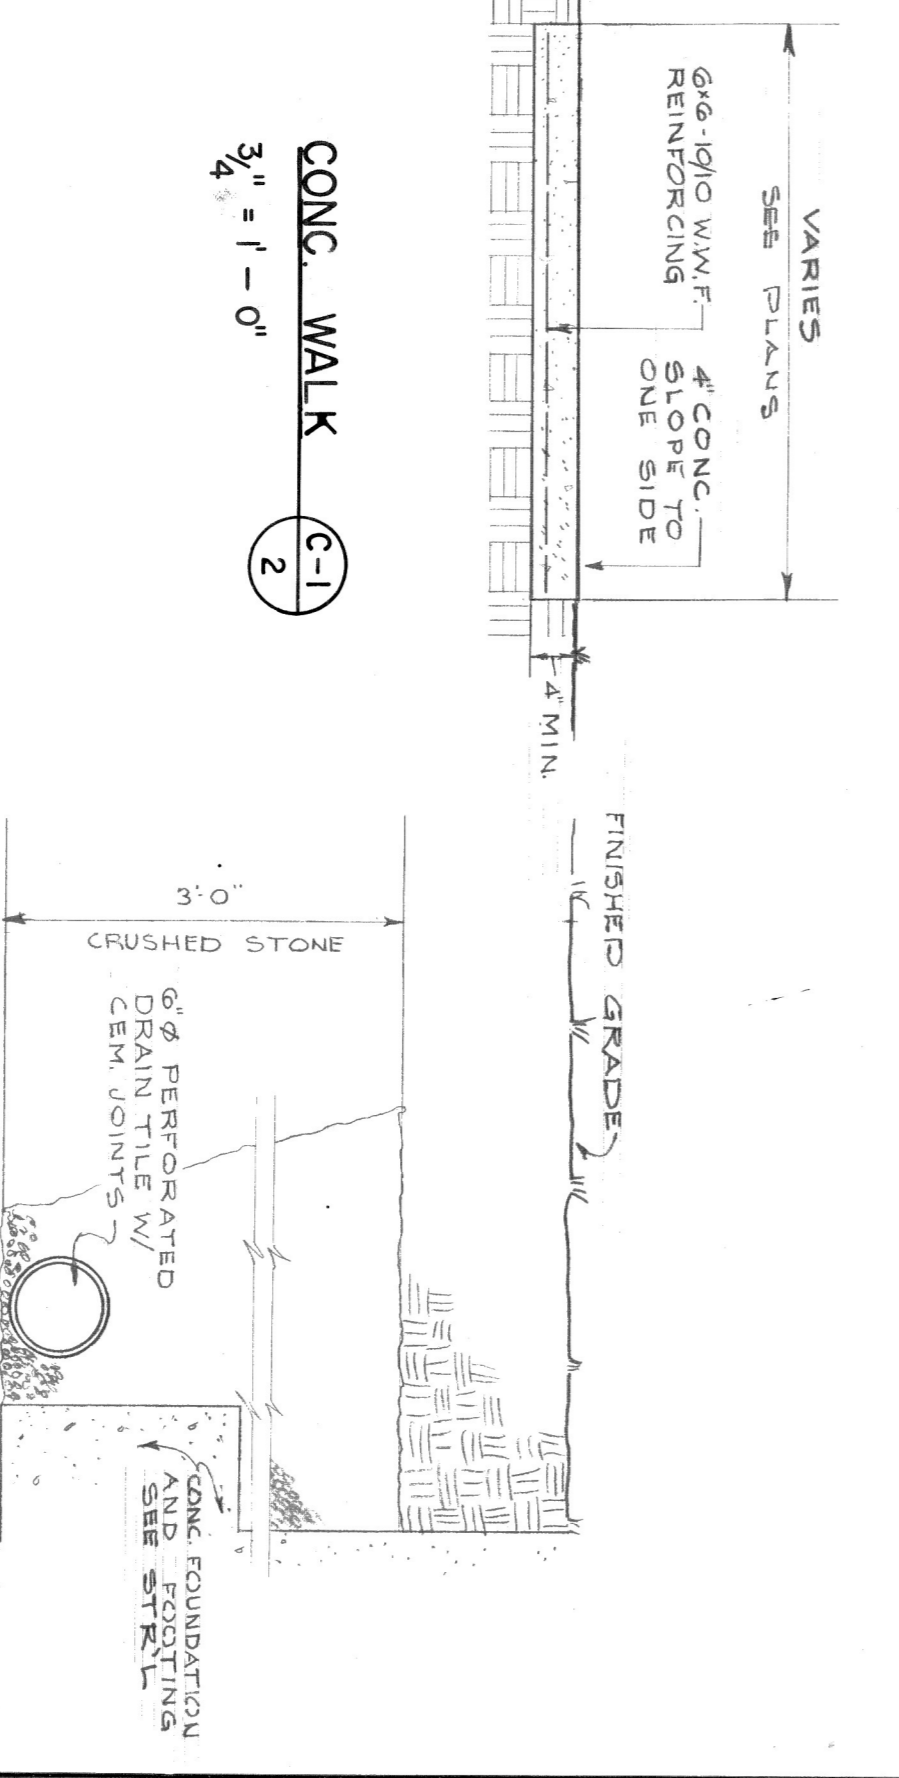 VARIES
SEE PLANS
6x6-10/10 W.W.F.
REINFORCING
4" CONC.
SLOPE TO
ONE SIDE
4" MIN.
CONC. WALK
3/4" = 1'-0"
C-1
2
FINISHED GRADE
3'-0"
CRUSHED STONE
6"Ø PERFORATED
DRAIN TILE W/
CEM. JOINTS
CONC. FOUNDATION
AND FOOTING
SEE STR'L